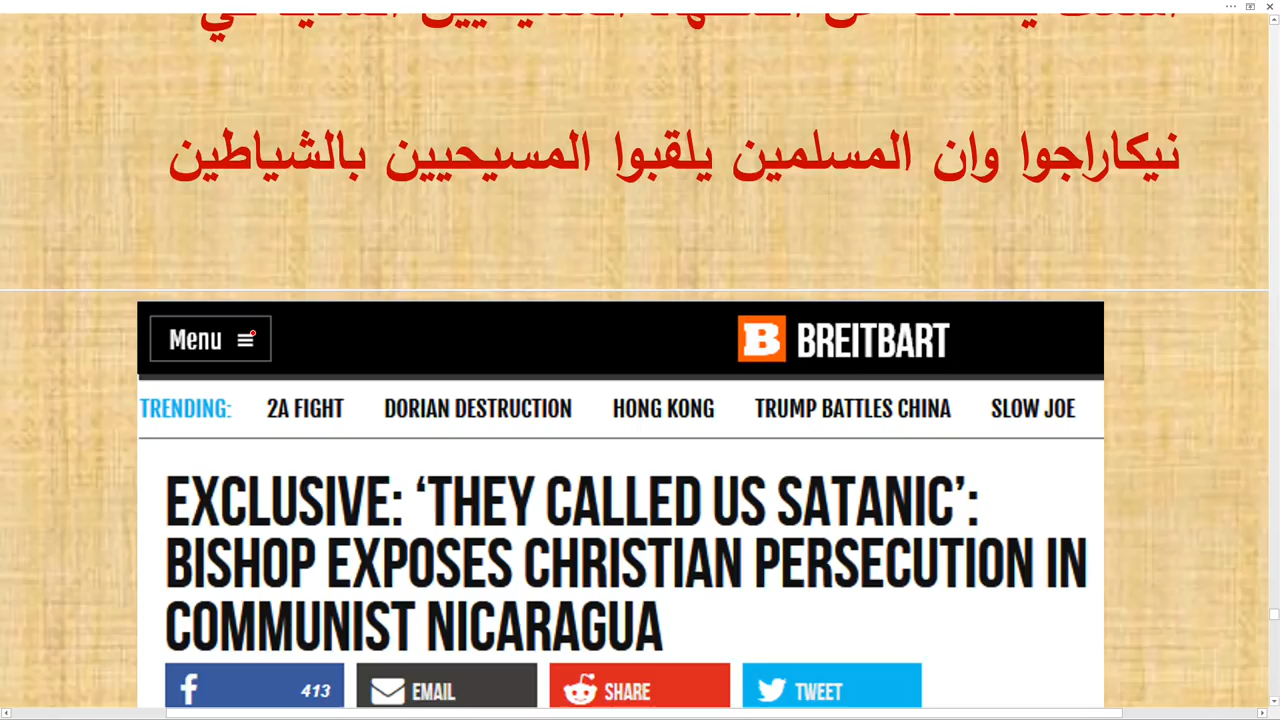 نيكاراجوا وان المسلمين يلقبوا المسيحيين بالشياطين
Menu
BREITBART
TRENDING: 2A FIGHT DORIAN DESTRUCTION HONG KONG TRUMP BATTLES CHINA SLOW JOE
EXCLUSIVE: ‘THEY CALLED US SATANIC’:
BISHOP EXPOSES CHRISTIAN PERSECUTION IN
COMMUNIST NICARAGUA
413 EMAIL SHARE TWEET